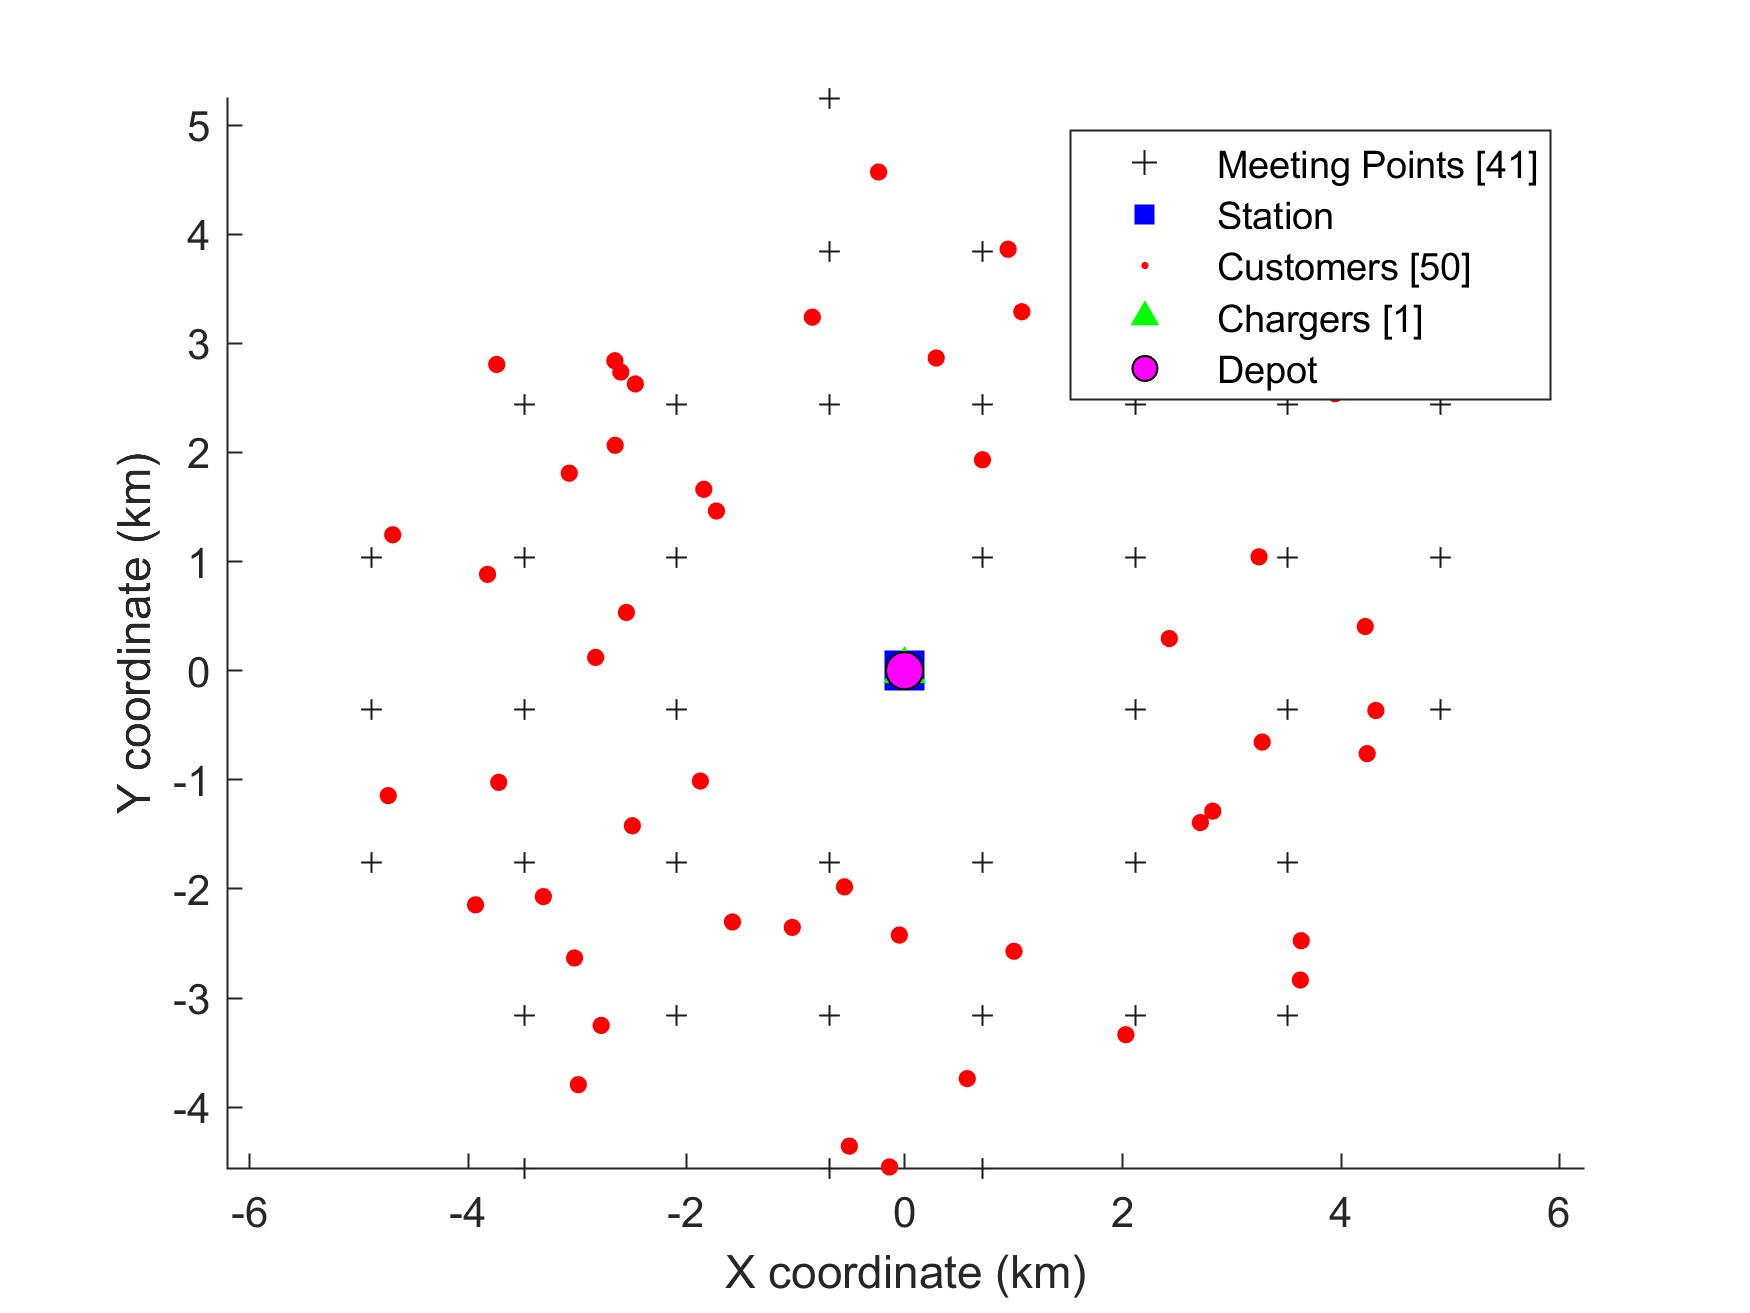 5
4
3
2
1
0
-1
-2
-3
-4
Y coordinate (km)
Meeting Points [41]
Station
Customers [50]
Chargers [1]
Depot
-6 -4 -2 0 2 4 6
X coordinate (km)